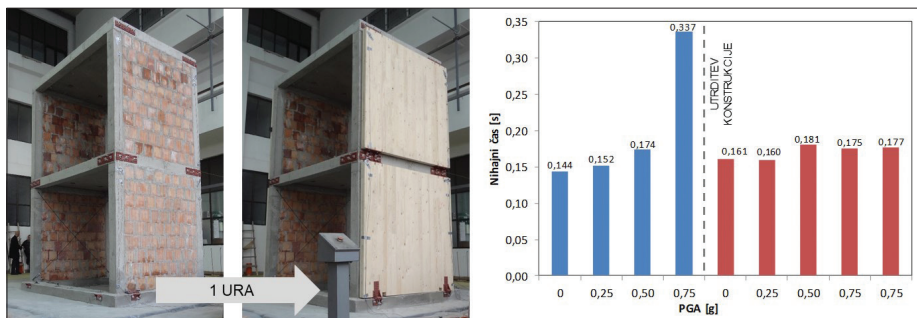 1 URA
Nihajni čas [s]
0,35
0,30
0,25
0,20
0,15
0,10
0,05
0,00
0,144
0,152
0,174
0,337
0,161
0,160
0,181
0,175
0,177
UTRDITEV
KONSTRUKCIJE
0 0,25 0,50 0,75 0 0,25 0,50 0,75 0,75
PGA [g]